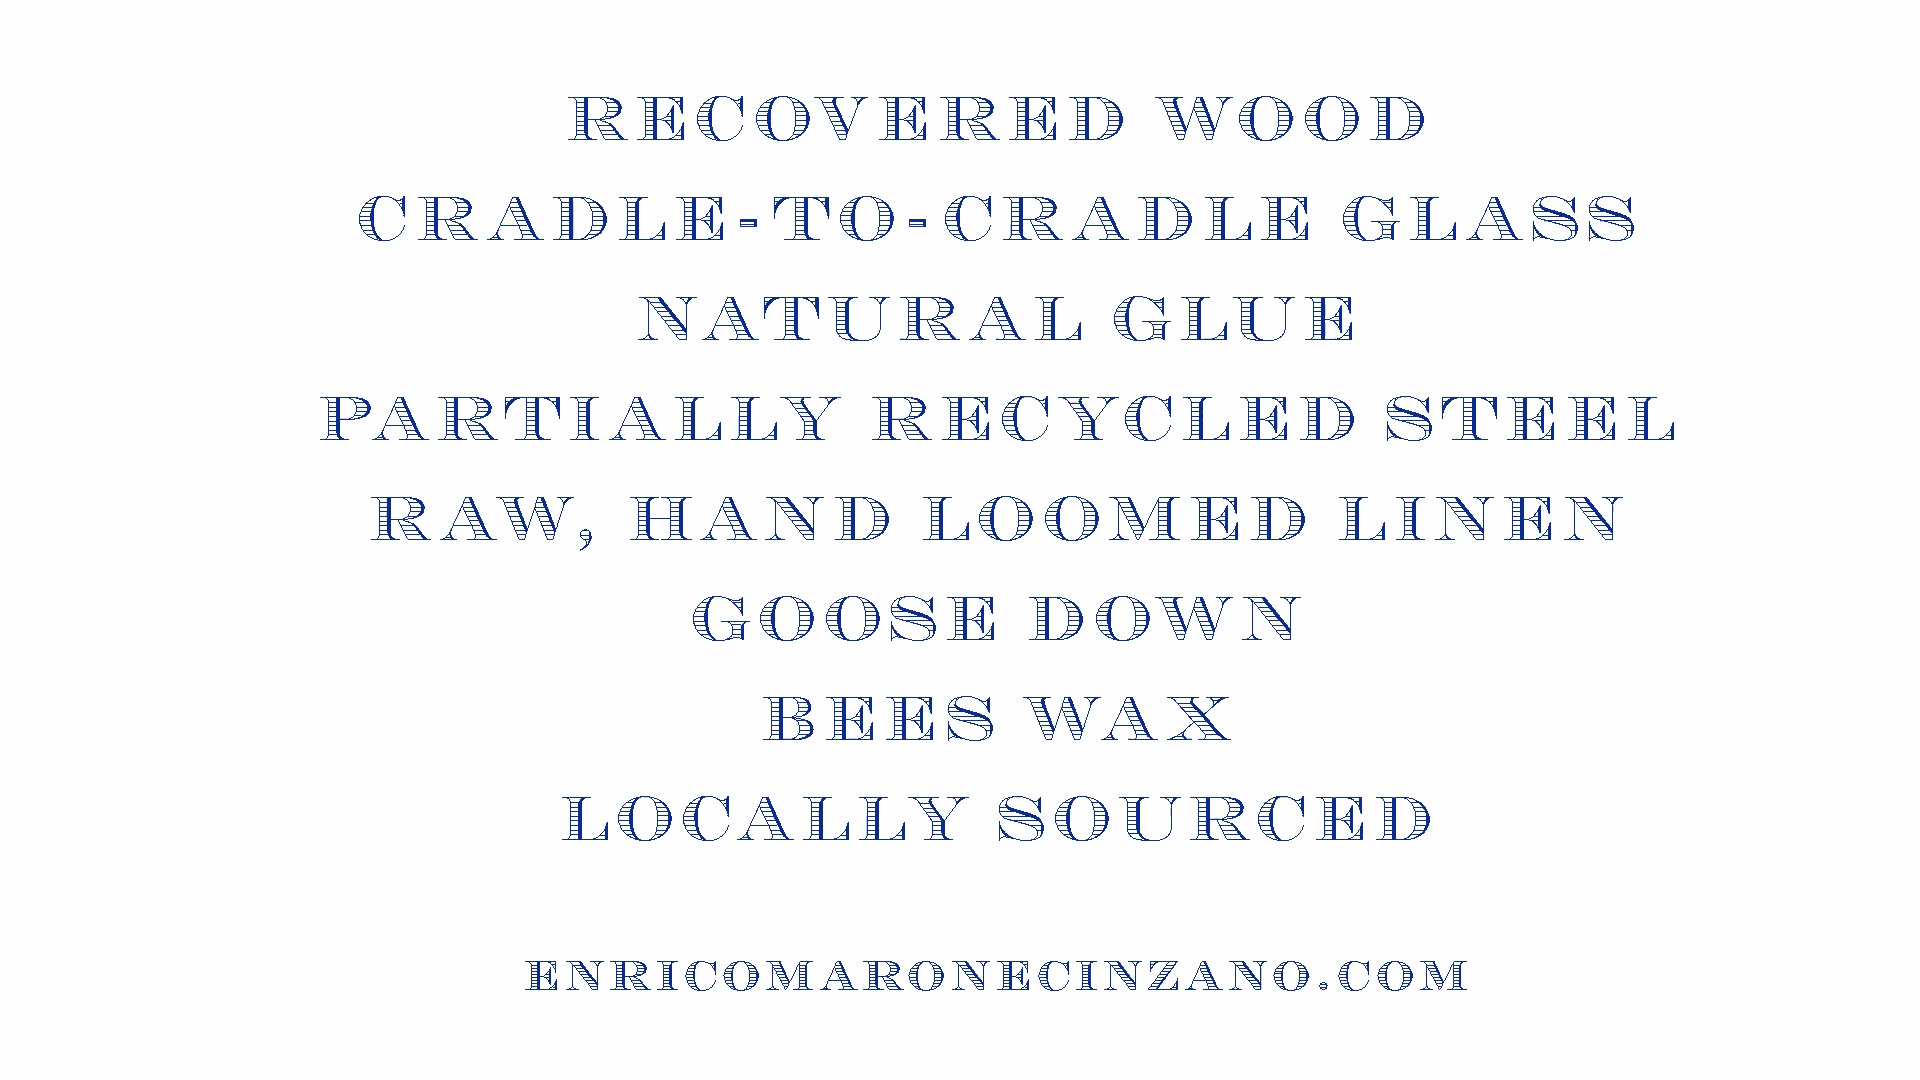 RECOVERED WOOD
CRADLE-TO-CRADLE GLASS
NATURAL GLUE
PARTIALLY RECYCLED STEEL
RAW, HAND LOOMED LINEN
GOOSE DOWN
BEES WAX
LOCALLY SOURCED
ENRICOMARONECINZANO.COM